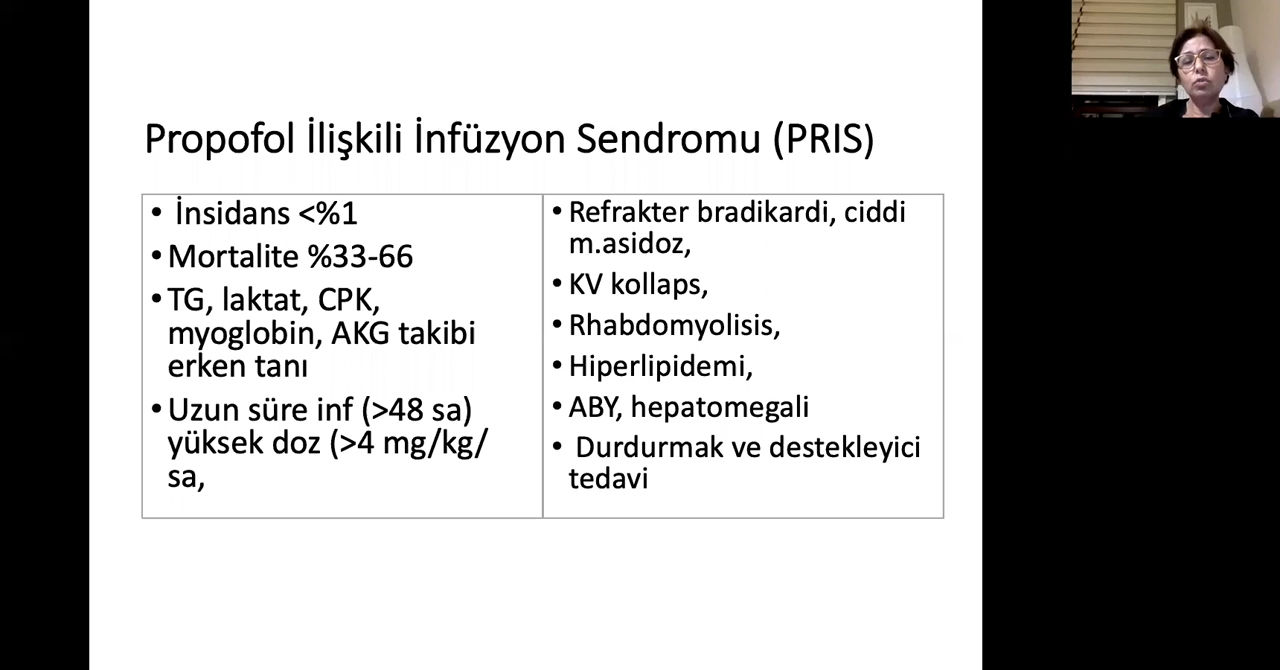 Propofol İlişkili İnfüzyon Sendromu (PRIS)
• İnsidans <%1
• Mortalite %33-66
• TG, laktat, CPK,
myoglobin, AKG takibi
erken tanı
• Uzun süre inf (>48 sa)
yüksek doz (>4 mg/kg/
sa,
• Refrakter bradikardi, ciddi
m.asidoz,
• KV kollaps,
• Rhabdomyolisis,
• Hiperlipidemi,
• ABY, hepatomegali
• Durdurmak ve destekleyici
tedavi